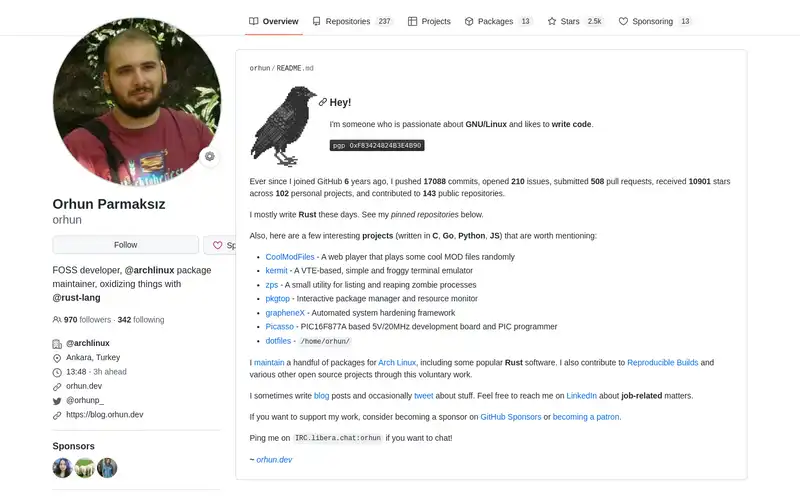 Overview
Repositories 237
Projects
Packages 13
Stars 2.5k
Sponsoring 13
orhun / README.md
Hey!
I'm someone who is passionate about GNU/Linux and likes to write code.
pgp 0xF83424824B3E4B90
Ever since I joined GitHub 6 years ago, I pushed 17088 commits, opened 210 issues, submitted 508 pull requests, received 10901 stars
across 102 personal projects, and contributed to 143 public repositories.
I mostly write Rust these days. See my pinned repositories below.
Also, here are a few interesting projects (written in C, Go, Python, JS) that are worth mentioning:
• CoolModFiles - A web player that plays some cool MOD files randomly
• kermit - A VTE-based, simple and froggy terminal emulator
• zps - A small utility for listing and reaping zombie processes
• pkgtop - Interactive package manager and resource monitor
• grapheneX - Automated system hardening framework
• Picasso - PIC16F877A based 5V/20MHz development board and PIC programmer
• dotfiles - /home/orhun/
I maintain a handful of packages for Arch Linux, including some popular Rust software. I also contribute to Reproducible Builds and
various other open source projects through this voluntary work.
I sometimes write blog posts and occasionally tweet about stuff. Feel free to reach me on LinkedIn about job-related matters.
If you want to support my work, consider becoming a sponsor on GitHub Sponsors or becoming a patron.
Ping me on IRC.libera.chat:orhun if you want to chat!
~ orhun.dev
Orhun Parmaksız
orhun
Follow
Sp
FOSS developer, @archlinux package
maintainer, oxidizing things with
@rust-lang
970 followers · 342 following
@archlinux
Ankara, Turkey
13:48 - 3h ahead
orhun.dev
@orhunp_
https://blog.orhun.dev
Sponsors